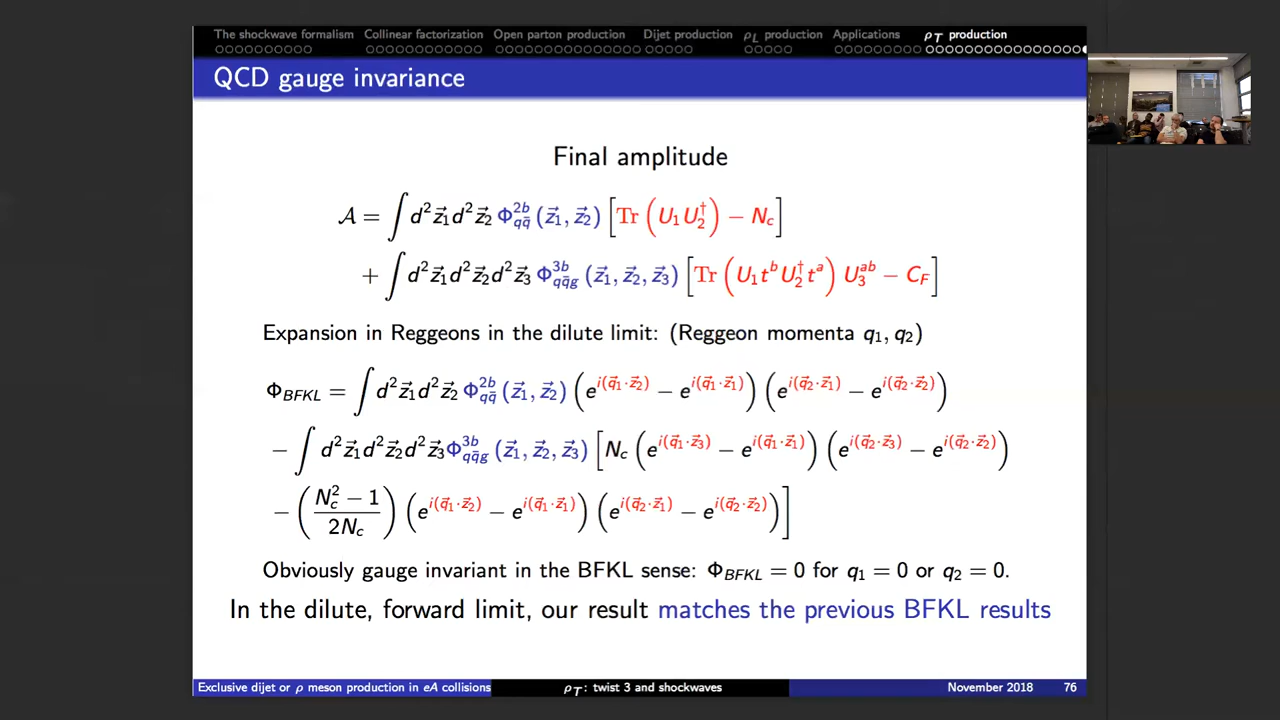 The shockwave formalism Collinear factorization Open parton production Dijet production ρ_L production Applications ρ_T production
QCD gauge invariance
Final amplitude
𝒜 = ∫ d²z⃗₁d²z⃗₂ Φ^{2b}_{qq̄} (z⃗₁, z⃗₂) [Tr (U₁U₂^†) − N_c]
+ ∫ d²z⃗₁d²z⃗₂d²z⃗₃ Φ^{3b}_{qq̄g} (z⃗₁, z⃗₂, z⃗₃) [Tr (U₁t^bU₂^†t^a) U₃^{ab} − C_F]
Expansion in Reggeons in the dilute limit: (Reggeon momenta q₁, q₂)
Φ_{BFKL} = ∫ d²z⃗₁d²z⃗₂ Φ^{2b}_{qq̄} (z⃗₁, z⃗₂) (e^{i(q⃗₁·z⃗₂)} − e^{i(q⃗₁·z⃗₁)}) (e^{i(q⃗₂·z⃗₁)} − e^{i(q⃗₂·z⃗₂)})
− ∫ d²z⃗₁d²z⃗₂d²z⃗₃Φ^{3b}_{qq̄g} (z⃗₁, z⃗₂, z⃗₃) [N_c (e^{i(q⃗₁·z⃗₃)} − e^{i(q⃗₁·z⃗₁)}) (e^{i(q⃗₂·z⃗₃)} − e^{i(q⃗₂·z⃗₂)})
− ((N_c² − 1)/(2N_c)) (e^{i(q⃗₁·z⃗₂)} − e^{i(q⃗₁·z⃗₁)}) (e^{i(q⃗₂·z⃗₁)} − e^{i(q⃗₂·z⃗₂)})]
Obviously gauge invariant in the BFKL sense: Φ_{BFKL} = 0 for q₁ = 0 or q₂ = 0.
In the dilute, forward limit, our result matches the previous BFKL results
Exclusive dijet or ρ meson production in eA collisions ρ_T : twist 3 and shockwaves November 2018 76